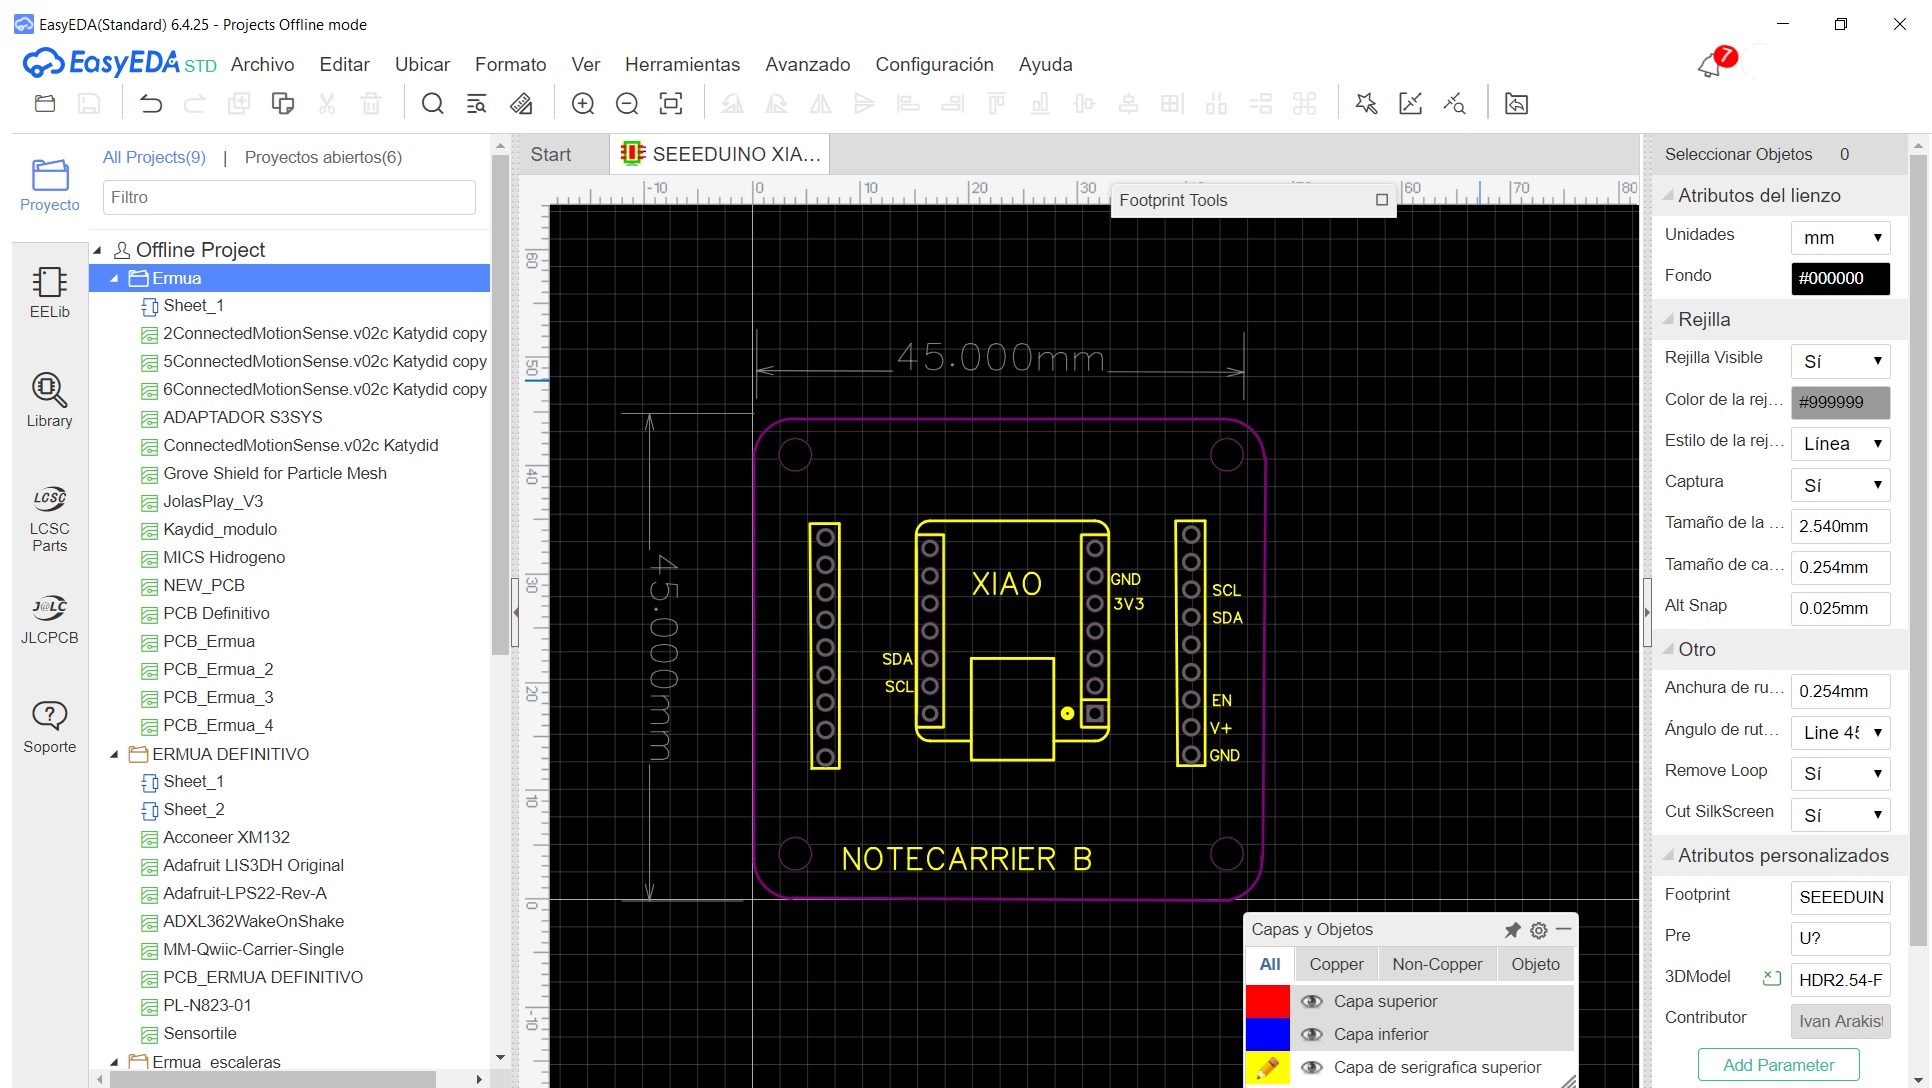 EasyEDA(Standard) 6.4.25 - Projects Offline mode
EasyEDA STD Archivo Editar Ubicar Formato Ver Herramientas Avanzado Configuración Ayuda
7
Proyecto
EELib
Library
LCSC
LCSC
Parts
J@LC
JLCPCB
Soporte
All Projects(9) | Proyectos abiertos(6)
Filtro
Offline Project
Ermua
Sheet_1
2ConnectedMotionSense.v02c Katydid copy
5ConnectedMotionSense.v02c Katydid copy
6ConnectedMotionSense.v02c Katydid copy
ADAPTADOR S3SYS
ConnectedMotionSense.v02c Katydid
Grove Shield for Particle Mesh
JolasPlay_V3
Kaydid_modulo
MICS Hidrogeno
NEW_PCB
PCB Definitivo
PCB_Ermua
PCB_Ermua_2
PCB_Ermua_3
PCB_Ermua_4
ERMUA DEFINITIVO
Sheet_1
Sheet_2
Acconeer XM132
Adafruit LIS3DH Original
Adafruit-LPS22-Rev-A
ADXL362WakeOnShake
MM-Qwiic-Carrier-Single
PCB_ERMUA DEFINITIVO
PL-N823-01
Sensortile
Ermua_escaleras
Start
SEEEDUINO XIA...
-10 0 10 20 30 60 70 80
Footprint Tools
60
50
40
30
20
10
0
-10
45.000mm
45.000mm
XIAO
GND
3V3
SDA
SCL
SCL
SDA
EN
V+
GND
NOTECARRIER B
Capas y Objetos
All Copper Non-Copper Objeto
Capa superior
Capa inferior
Capa de serigrafica superior
Seleccionar Objetos 0
Atributos del lienzo
Unidades mm
Fondo #000000
Rejilla
Rejilla Visible Sí
Color de la rej... #999999
Estilo de la rej... Línea
Captura Sí
Tamaño de la ... 2.540mm
Tamaño de ca... 0.254mm
Alt Snap 0.025mm
Otro
Anchura de ru... 0.254mm
Ángulo de rut... Line 45
Remove Loop Sí
Cut SilkScreen Sí
Atributos personalizados
Footprint SEEEDUIN
Pre U?
3DModel HDR2.54-F
Contributor Ivan Arakist
Add Parameter